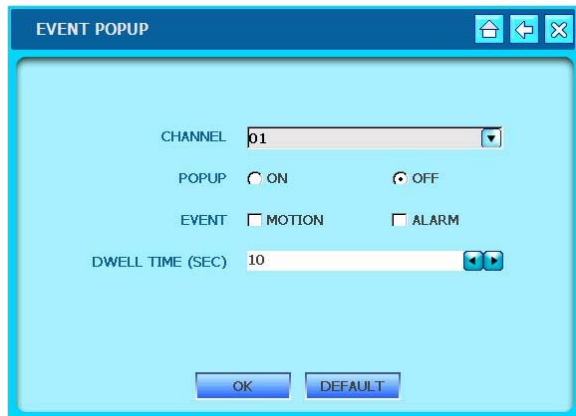 EVENT POPUP
CHANNEL 01
POPUP ON OFF
EVENT MOTION ALARM
DWELL TIME (SEC) 10
OK DEFAULT